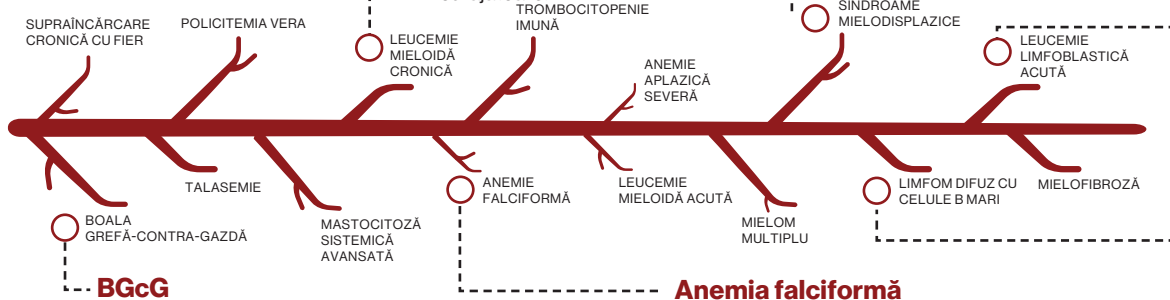 SUPRAÎNCĂRCARE
CRONICĂ CU FIER
POLICITEMIA VERA
LEUCEMIE
MIELOIDĂ
CRONICĂ
TROMBOCITOPENIE
IMUNĂ
ANEMIE
APLAZICĂ
SEVERĂ
SINDROAME
MIELODISPLAZICE
LEUCEMIE
LIMFOBLASTICĂ
ACUTĂ
BOALA
GREFĂ-CONTRA-GAZDĂ
TALASEMIE
MASTOCITOZĂ
SISTEMICĂ
AVANSATĂ
ANEMIE
FALCIFORMĂ
LEUCEMIE
MIELOIDĂ ACUTĂ
MIELOM
MULTIPLU
LIMFOM DIFUZ CU
CELULE B MARI
MIELOFIBROZĂ
BGcG
Anemia falciformă